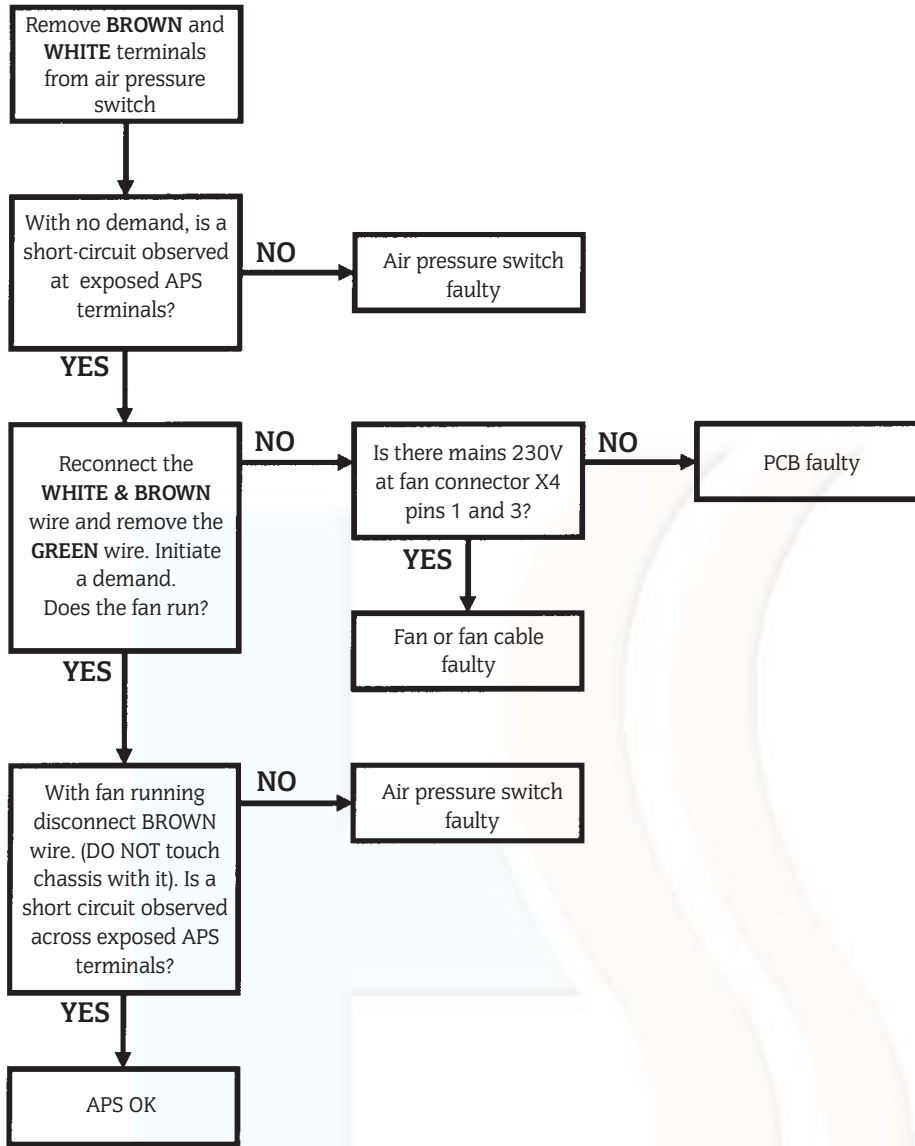 Remove BROWN and
WHITE terminals
from air pressure
switch
With no demand, is a
short-circuit observed
at exposed APS
terminals?
NO
Air pressure switch
faulty
YES
Reconnect the
WHITE & BROWN
wire and remove the
GREEN wire. Initiate
a demand.
Does the fan run?
NO
Is there mains 230V
at fan connector X4
pins 1 and 3?
NO
PCB faulty
YES
Fan or fan cable
faulty
YES
With fan running
disconnect BROWN
wire. (DO NOT touch
chassis with it). Is a
short circuit observed
across exposed APS
terminals?
NO
Air pressure switch
faulty
YES
APS OK